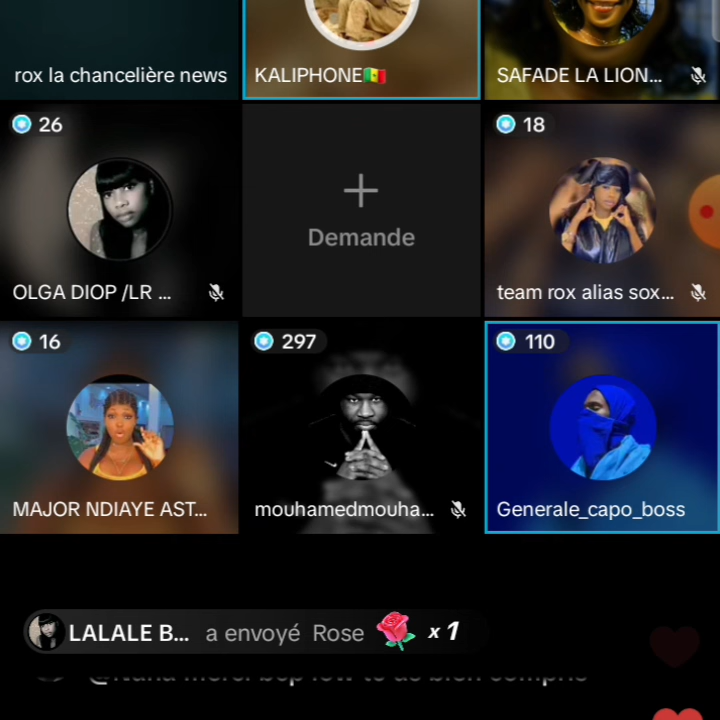 rox la chancelière news
KALIPHONE🇸🇳
SAFADE LA LION...
26
18
Demande
OLGA DIOP /LR ...
team rox alias sox...
16
297
110
MAJOR NDIAYE AST...
mouhamedmouha...
Generale_capo_boss
LALALE B... a envoyé Rose x 1